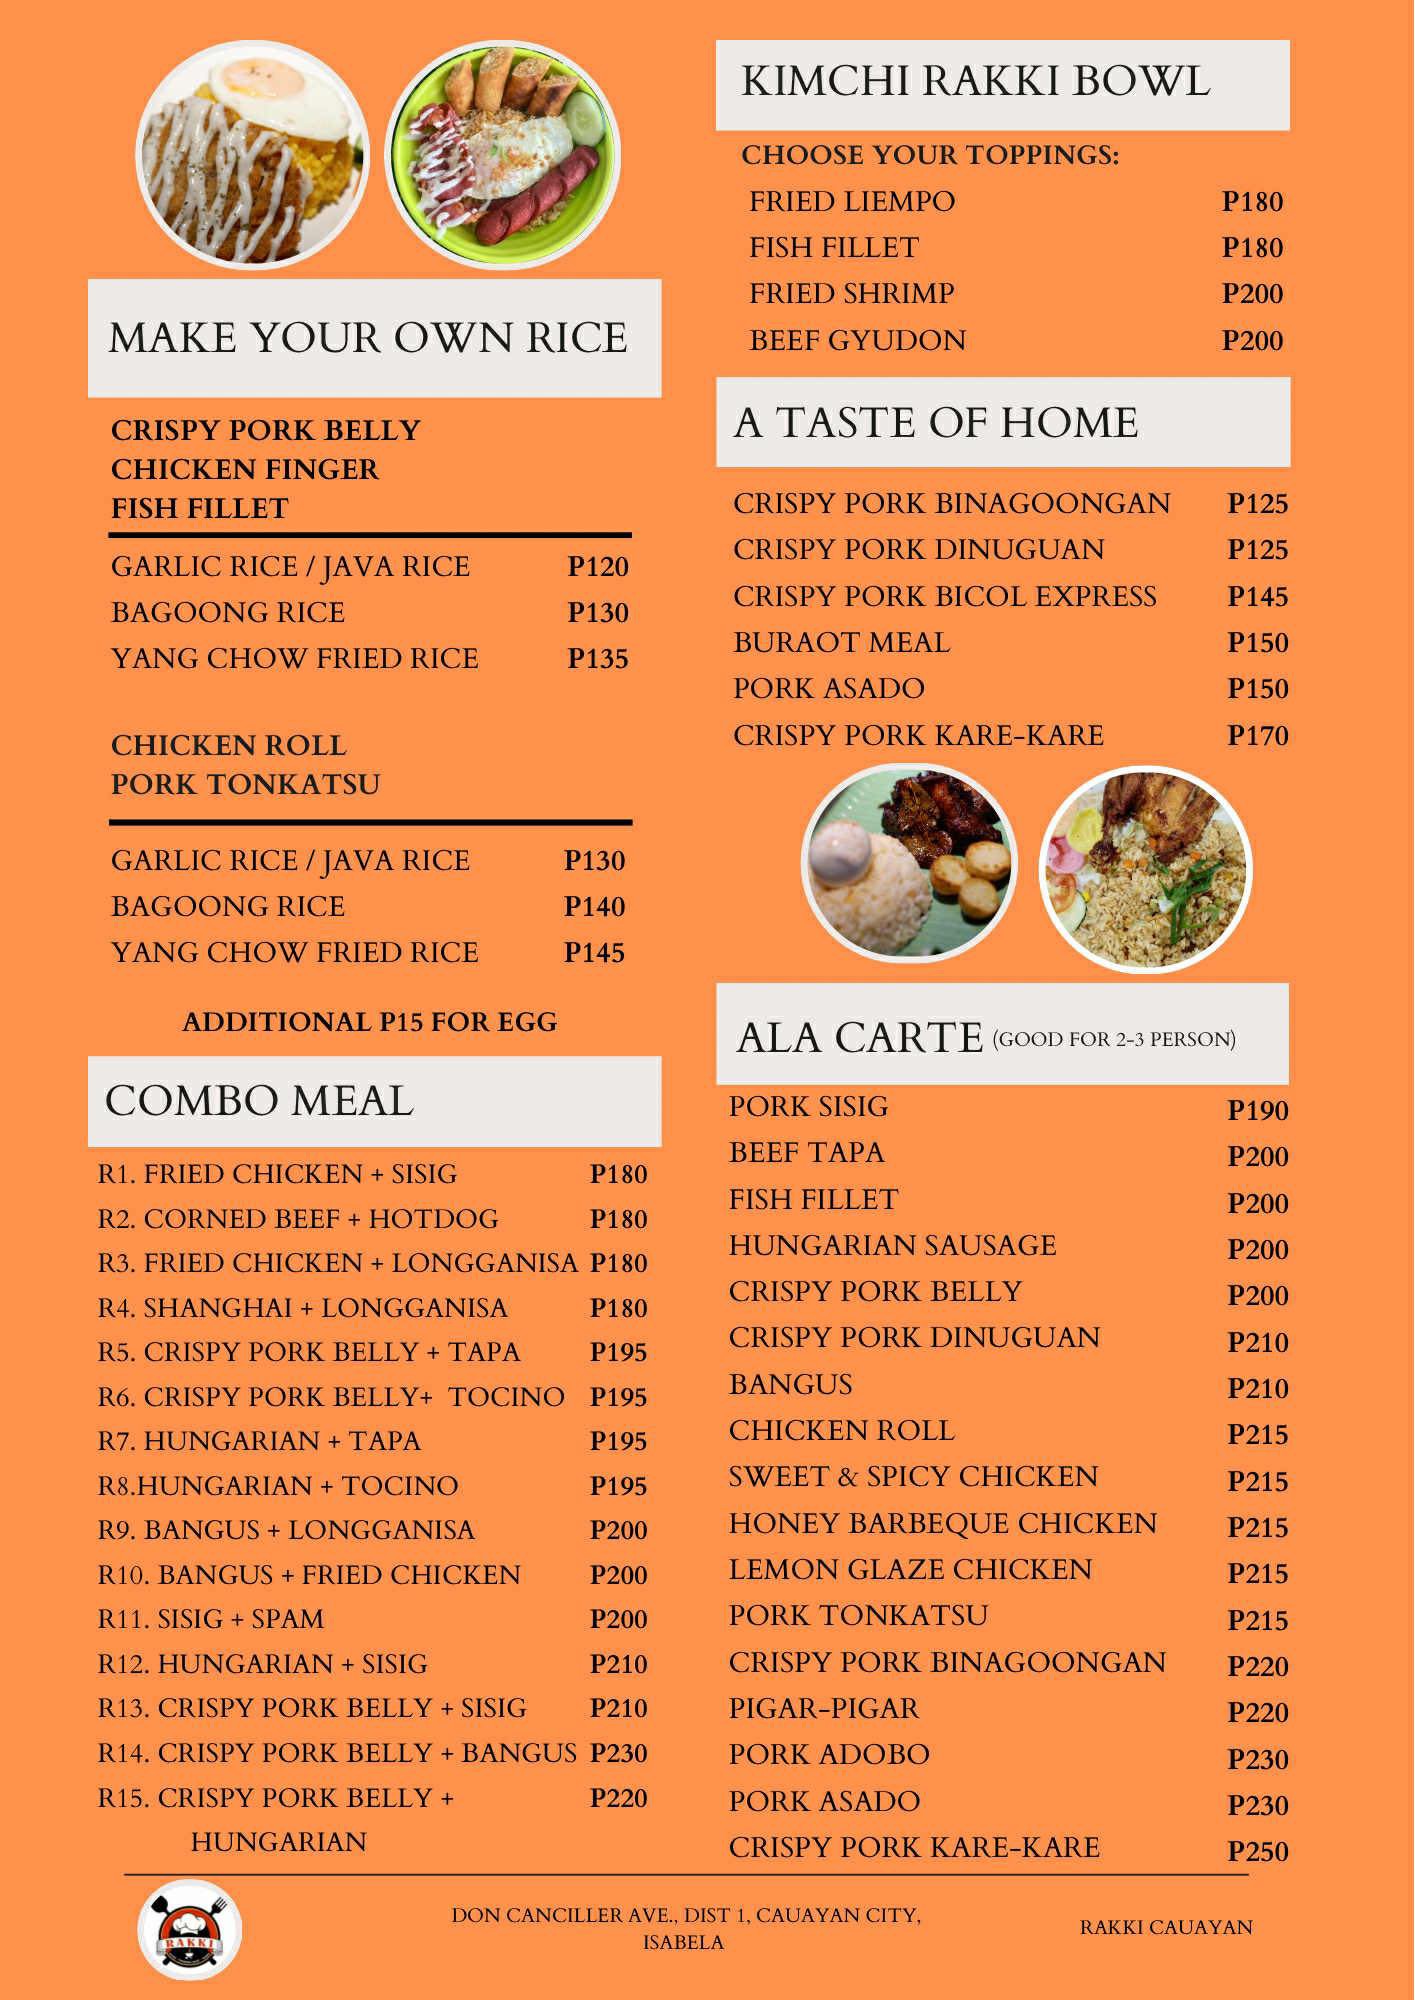 MAKE YOUR OWN RICE
CRISPY PORK BELLY
CHICKEN FINGER
FISH FILLET
GARLIC RICE / JAVA RICE P120
BAGOONG RICE P130
YANG CHOW FRIED RICE P135
CHICKEN ROLL
PORK TONKATSU
GARLIC RICE / JAVA RICE P130
BAGOONG RICE P140
YANG CHOW FRIED RICE P145
ADDITIONAL P15 FOR EGG
COMBO MEAL
R1. FRIED CHICKEN + SISIG P180
R2. CORNED BEEF + HOTDOG P180
R3. FRIED CHICKEN + LONGGANISA P180
R4. SHANGHAI + LONGGANISA P180
R5. CRISPY PORK BELLY + TAPA P195
R6. CRISPY PORK BELLY+ TOCINO P195
R7. HUNGARIAN + TAPA P195
R8.HUNGARIAN + TOCINO P195
R9. BANGUS + LONGGANISA P200
R10. BANGUS + FRIED CHICKEN P200
R11. SISIG + SPAM P200
R12. HUNGARIAN + SISIG P210
R13. CRISPY PORK BELLY + SISIG P210
R14. CRISPY PORK BELLY + BANGUS P230
R15. CRISPY PORK BELLY + P220
HUNGARIAN
KIMCHI RAKKI BOWL
CHOOSE YOUR TOPPINGS:
FRIED LIEMPO P180
FISH FILLET P180
FRIED SHRIMP P200
BEEF GYUDON P200
A TASTE OF HOME
CRISPY PORK BINAGOONGAN P125
CRISPY PORK DINUGUAN P125
CRISPY PORK BICOL EXPRESS P145
BURAOT MEAL P150
PORK ASADO P150
CRISPY PORK KARE-KARE P170
ALA CARTE (GOOD FOR 2-3 PERSON)
PORK SISIG P190
BEEF TAPA P200
FISH FILLET P200
HUNGARIAN SAUSAGE P200
CRISPY PORK BELLY P200
CRISPY PORK DINUGUAN P210
BANGUS P210
CHICKEN ROLL P215
SWEET & SPICY CHICKEN P215
HONEY BARBEQUE CHICKEN P215
LEMON GLAZE CHICKEN P215
PORK TONKATSU P215
CRISPY PORK BINAGOONGAN P220
PIGAR-PIGAR P220
PORK ADOBO P230
PORK ASADO P230
CRISPY PORK KARE-KARE P250
RAKKI
DON CANCILLER AVE., DIST 1, CAUAYAN CITY,
ISABELA
RAKKI CAUAYAN